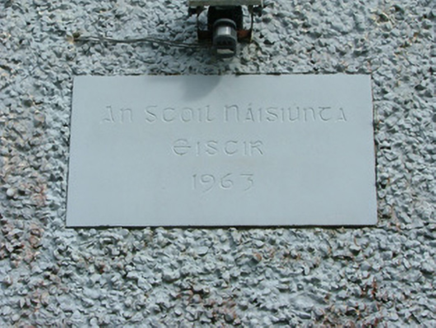 An Scoil Náisiúnta
Eiscir
1963